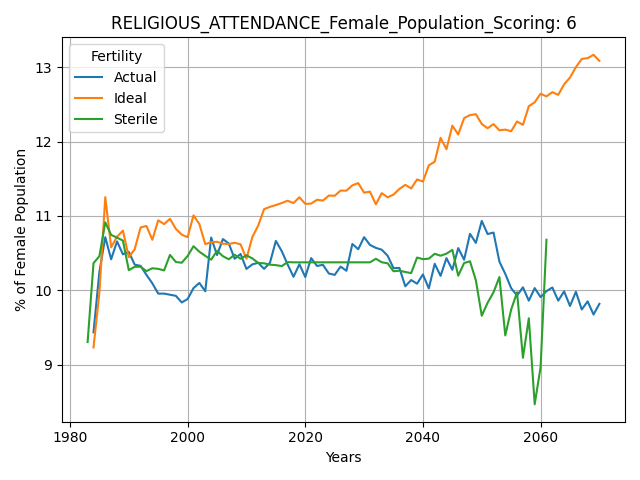 RELIGIOUS_ATTENDANCE_Female_Population_Scoring: 6
Fertility
Actual
Ideal
Sterile
% of Female Population
13
12
11
10
9
1980 2000 2020 2040 2060
Years